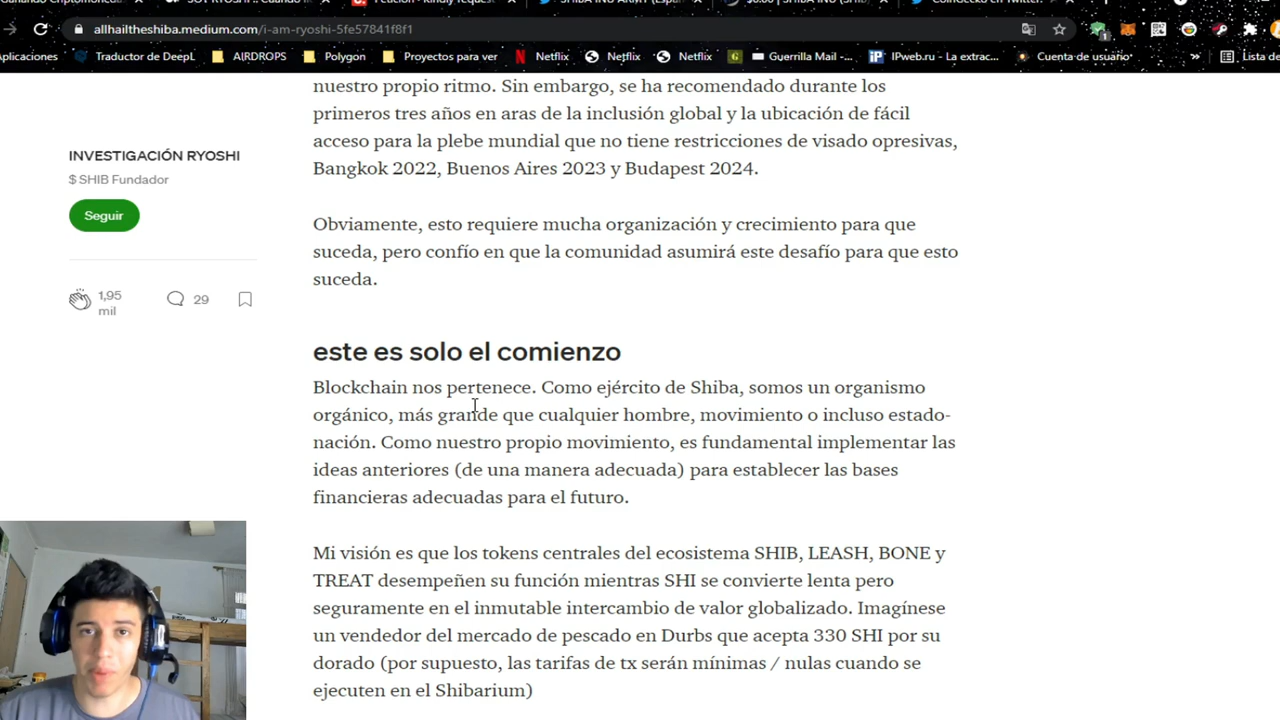 SHIBA INU ARMY (Espa
CoinGecko en Twitter:
allhailtheshiba.medium.com/i-am-ryoshi-5fe57841f8f1
Aplicaciones Traductor de DeepL A|RDROPS Polygon Proyectos para ver Netflix Netflix Netflix Guerrilla Mail -... IPweb.ru - La extrac... Cuenta de usuario » Lista de
nuestro propio ritmo. Sin embargo, se ha recomendado durante los
primeros tres años en aras de la inclusión global y la ubicación de fácil
acceso para la plebe mundial que no tiene restricciones de visado opresivas,
Bangkok 2022, Buenos Aires 2023 y Budapest 2024.
INVESTIGACIÓN RYOSHI
$ SHIB Fundador
Seguir
1,95
mil
29
Obviamente, esto requiere mucha organización y crecimiento para que
suceda, pero confío en que la comunidad asumirá este desafío para que esto
suceda.
este es solo el comienzo
Blockchain nos pertenece. Como ejército de Shiba, somos un organismo
orgánico, más grande que cualquier hombre, movimiento o incluso estado-
nación. Como nuestro propio movimiento, es fundamental implementar las
ideas anteriores (de una manera adecuada) para establecer las bases
financieras adecuadas para el futuro.
Mi visión es que los tokens centrales del ecosistema SHIB, LEASH, BONE y
TREAT desempeñen su función mientras SHI se convierte lenta pero
seguramente en el inmutable intercambio de valor globalizado. Imagínese
un vendedor del mercado de pescado en Durbs que acepta 330 SHI por su
dorado (por supuesto, las tarifas de tx serán mínimas / nulas cuando se
ejecuten en el Shibarium)